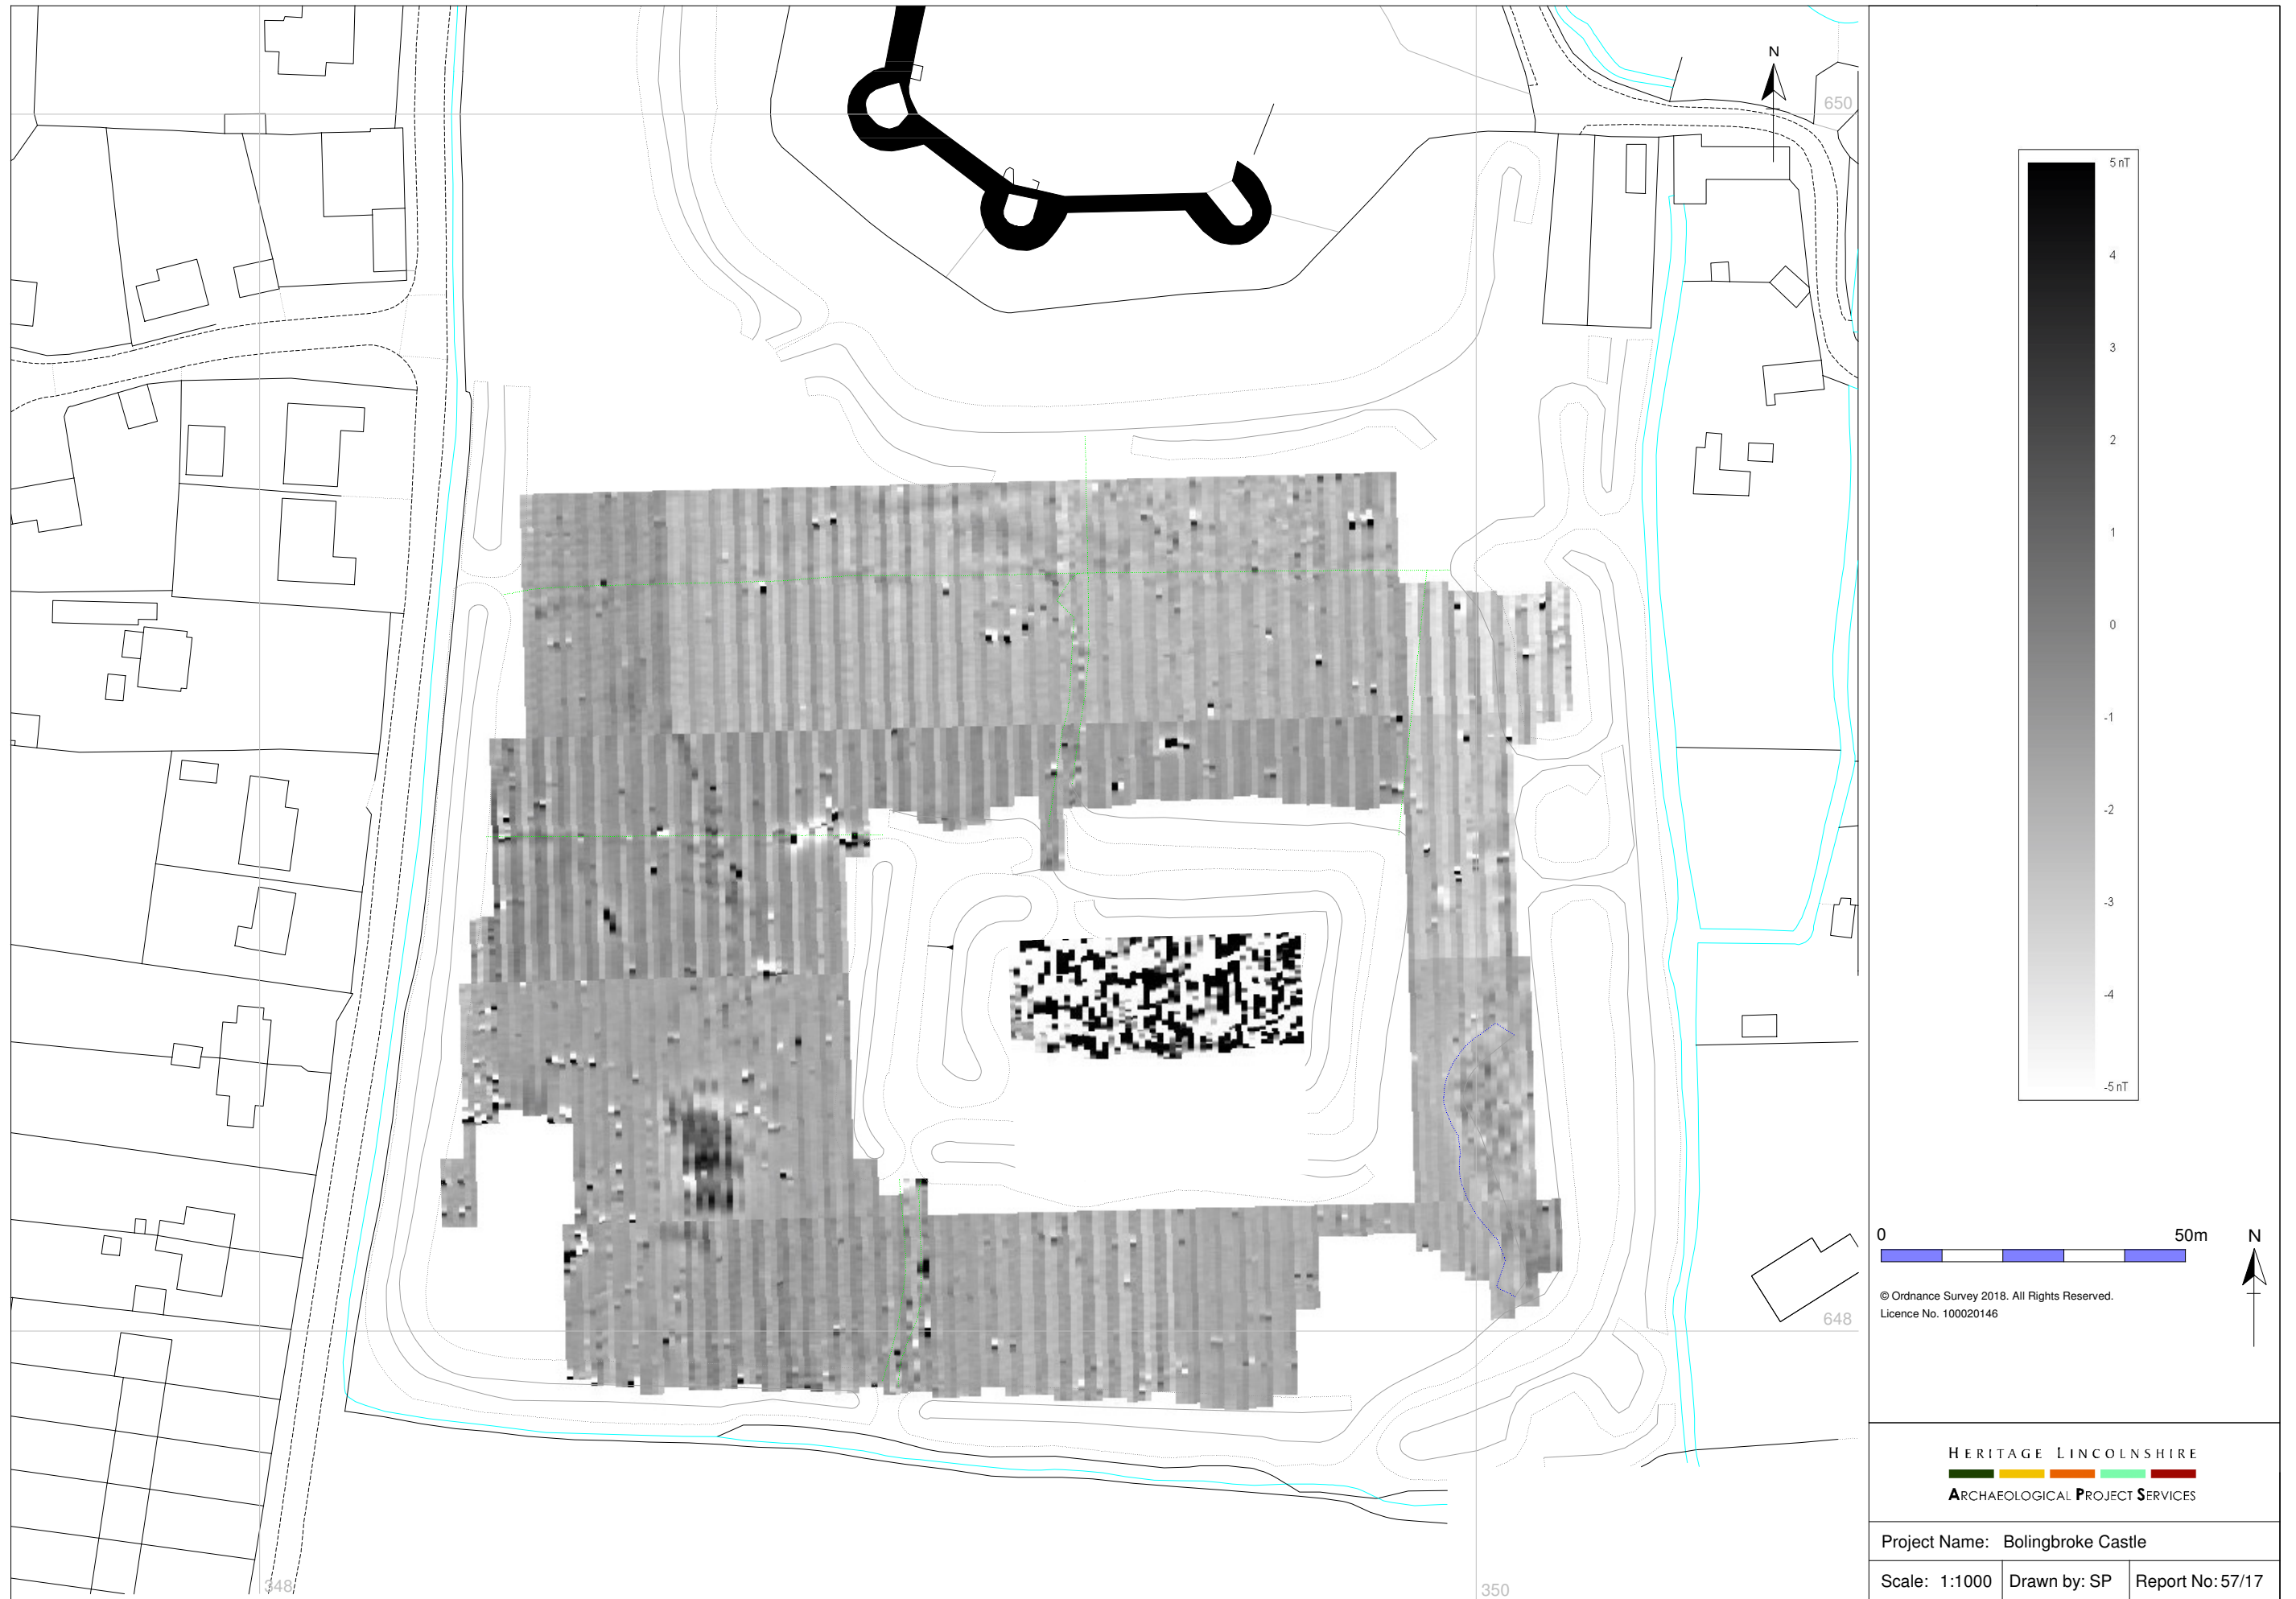 N
650
5 nT
4
3
2
1
0
-1
-2
-3
-4
-5 nT
0 50m
N
© Ordnance Survey 2018. All Rights Reserved.
Licence No. 100020146
648
348
350
HERITAGE LINCOLNSHIRE
ARCHAEOLOGICAL PROJECT SERVICES
Project Name: Bolingbroke Castle
Scale: 1:1000 Drawn by: SP Report No: 57/17